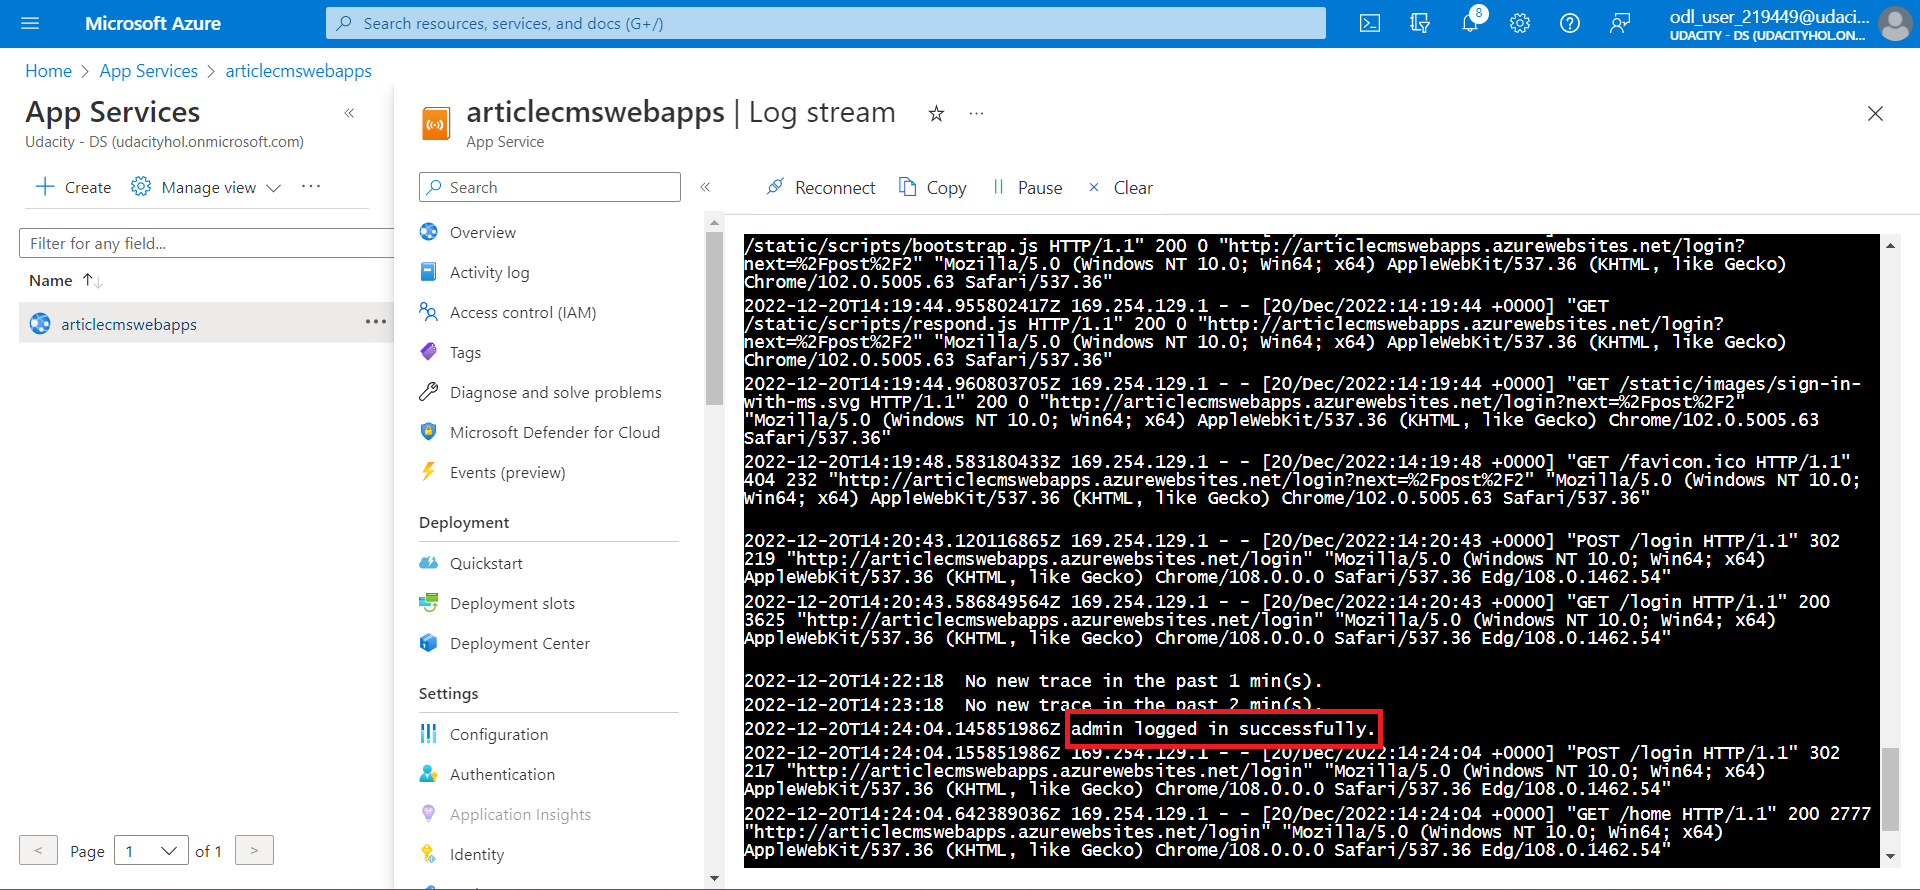 Microsoft Azure
Search resources, services, and docs (G+/)
8
odl_user_219449@udaci...
UDACITY - DS (UDACITYHOL.ON...
Home > App Services > articlecmswebapps
App Services
«
Udacity - DS (udacityhol.onmicrosoft.com)
Create
Manage view
...
Filter for any field...
Name
articlecmswebapps
...
< Page 1 of 1 >
articlecmswebapps | Log stream
...
App Service
Search
«
Overview
Activity log
Access control (IAM)
Tags
Diagnose and solve problems
Microsoft Defender for Cloud
Events (preview)
Deployment
Quickstart
Deployment slots
Deployment Center
Settings
Configuration
Authentication
Application Insights
Identity
Reconnect
Copy
Pause
Clear
/static/scripts/bootstrap.js HTTP/1.1" 200 0 "http://articlecmswebapps.azurewebsites.net/login?
next=%2Fpost%2F2" "Mozilla/5.0 (Windows NT 10.0; Win64; x64) AppleWebKit/537.36 (KHTML, like Gecko)
Chrome/102.0.5005.63 Safari/537.36"
2022-12-20T14:19:44.955802417Z 169.254.129.1 - - [20/Dec/2022:14:19:44 +0000] "GET
/static/scripts/respond.js HTTP/1.1" 200 0 "http://articlecmswebapps.azurewebsites.net/login?
next=%2Fpost%2F2" "Mozilla/5.0 (Windows NT 10.0; Win64; x64) AppleWebKit/537.36 (KHTML, like Gecko)
Chrome/102.0.5005.63 Safari/537.36"
2022-12-20T14:19:44.960803705Z 169.254.129.1 - - [20/Dec/2022:14:19:44 +0000] "GET /static/images/sign-in-
with-ms.svg HTTP/1.1" 200 0 "http://articlecmswebapps.azurewebsites.net/login?next=%2Fpost%2F2"
"Mozilla/5.0 (Windows NT 10.0; Win64; x64) AppleWebKit/537.36 (KHTML, like Gecko) Chrome/102.0.5005.63
Safari/537.36"
2022-12-20T14:19:48.583180433Z 169.254.129.1 - - [20/Dec/2022:14:19:48 +0000] "GET /favicon.ico HTTP/1.1"
404 232 "http://articlecmswebapps.azurewebsites.net/login?next=%2Fpost%2F2" "Mozilla/5.0 (Windows NT 10.0;
Win64; x64) AppleWebKit/537.36 (KHTML, like Gecko) Chrome/102.0.5005.63 Safari/537.36"
2022-12-20T14:20:43.120116865Z 169.254.129.1 - - [20/Dec/2022:14:20:43 +0000] "POST /login HTTP/1.1" 302
219 "http://articlecmswebapps.azurewebsites.net/login" "Mozilla/5.0 (Windows NT 10.0; Win64; x64)
AppleWebKit/537.36 (KHTML, like Gecko) Chrome/108.0.0.0 Safari/537.36 Edg/108.0.1462.54"
2022-12-20T14:20:43.586849564Z 169.254.129.1 - - [20/Dec/2022:14:20:43 +0000] "GET /login HTTP/1.1" 200
3625 "http://articlecmswebapps.azurewebsites.net/login" "Mozilla/5.0 (Windows NT 10.0; Win64; x64)
AppleWebKit/537.36 (KHTML, like Gecko) Chrome/108.0.0.0 Safari/537.36 Edg/108.0.1462.54"
2022-12-20T14:22:18 No new trace in the past 1 min(s).
2022-12-20T14:23:18 No new trace in the past 2 min(s).
2022-12-20T14:24:04.145851986Z admin logged in successfully.
2022-12-20T14:24:04.155851986Z 169.254.129.1 - - [20/Dec/2022:14:24:04 +0000] "POST /login HTTP/1.1" 302
217 "http://articlecmswebapps.azurewebsites.net/login" "Mozilla/5.0 (Windows NT 10.0; Win64; x64)
AppleWebKit/537.36 (KHTML, like Gecko) Chrome/108.0.0.0 Safari/537.36 Edg/108.0.1462.54"
2022-12-20T14:24:04.642389036Z 169.254.129.1 - - [20/Dec/2022:14:24:04 +0000] "GET /home HTTP/1.1" 200 2777
"http://articlecmswebapps.azurewebsites.net/login" "Mozilla/5.0 (Windows NT 10.0; Win64; x64)
AppleWebKit/537.36 (KHTML, like Gecko) Chrome/108.0.0.0 Safari/537.36 Edg/108.0.1462.54"